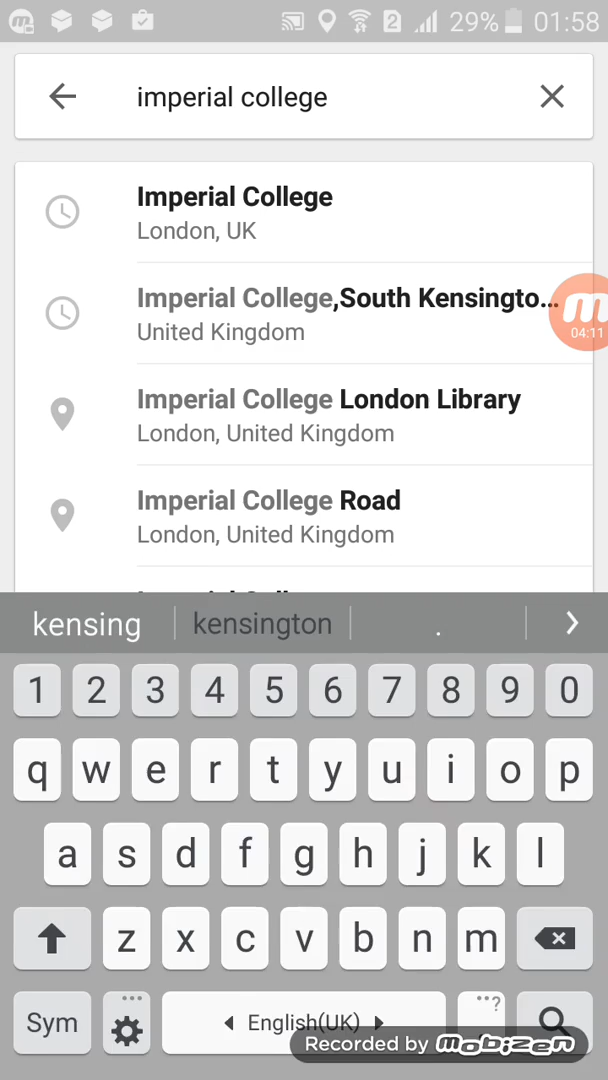 2 29% 01:58
imperial college
Imperial College
London, UK
Imperial College,South Kensingto...
United Kingdom
04:11
Imperial College London Library
London, United Kingdom
Imperial College Road
London, United Kingdom
kensing kensington .
1 2 3 4 5 6 7 8 9 0
q w e r t y u i o p
a s d f g h j k l
z x c v b n m
Sym English(UK) ?
Recorded by mobizen